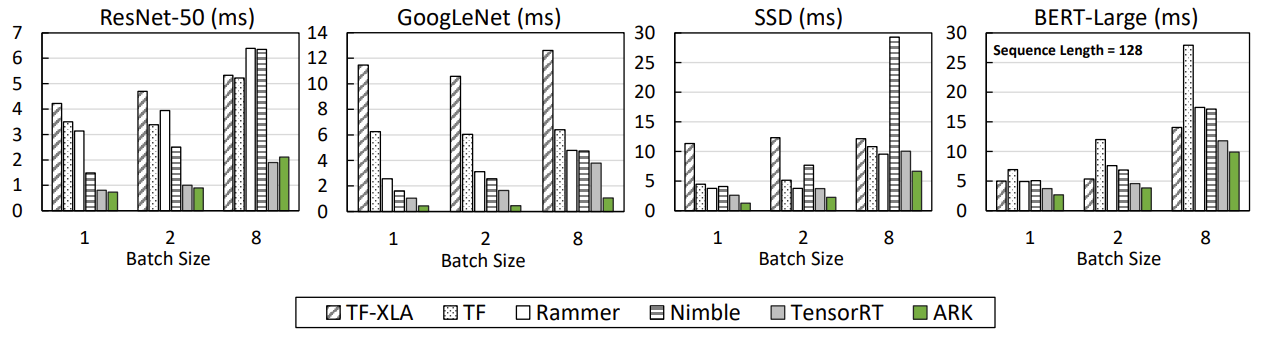 ResNet-50 (ms)
7
6
5
4
3
2
1
0
1 2 8
Batch Size
GoogLeNet (ms)
14
12
10
8
6
4
2
0
1 2 8
Batch Size
SSD (ms)
30
25
20
15
10
5
0
1 2 8
Batch Size
BERT-Large (ms)
Sequence Length = 128
30
25
20
15
10
5
0
1 2 8
Batch Size
TF-XLA TF Rammer Nimble TensorRT ARK